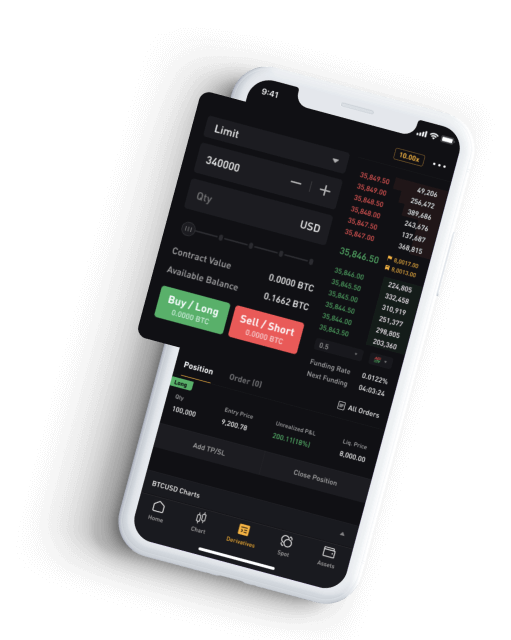 9:41
10.00x
Limit
340000
Qty
USD
Contract Value
0.0000 BTC
Available Balance
0.1662 BTC
Buy / Long
0.0000 BTC
Sell / Short
0.0000 BTC
35,849.50 49,206
35,849.00 256,472
35,848.50 389,686
35,848.00 243,676
35,847.50 137,687
35,847.00 368,815
35,846.50
8,0017.00
8,0013.00
35,846.00 224,805
35,845.50 332,458
35,845.00 310,919
35,844.50 251,377
35,844.00 298,805
35,843.50 203,360
0.5
Funding Rate 0.0122%
Next Funding 04:03:24
Position
Order (0)
All Orders
Long
Qty
100,000
Entry Price
9,200.78
Unrealized P&L
200.11(18%)
Liq. Price
8,000.00
Add TP/SL
Close Position
BTCUSD Charts
Home
Chart
Derivatives
Spot
Assets